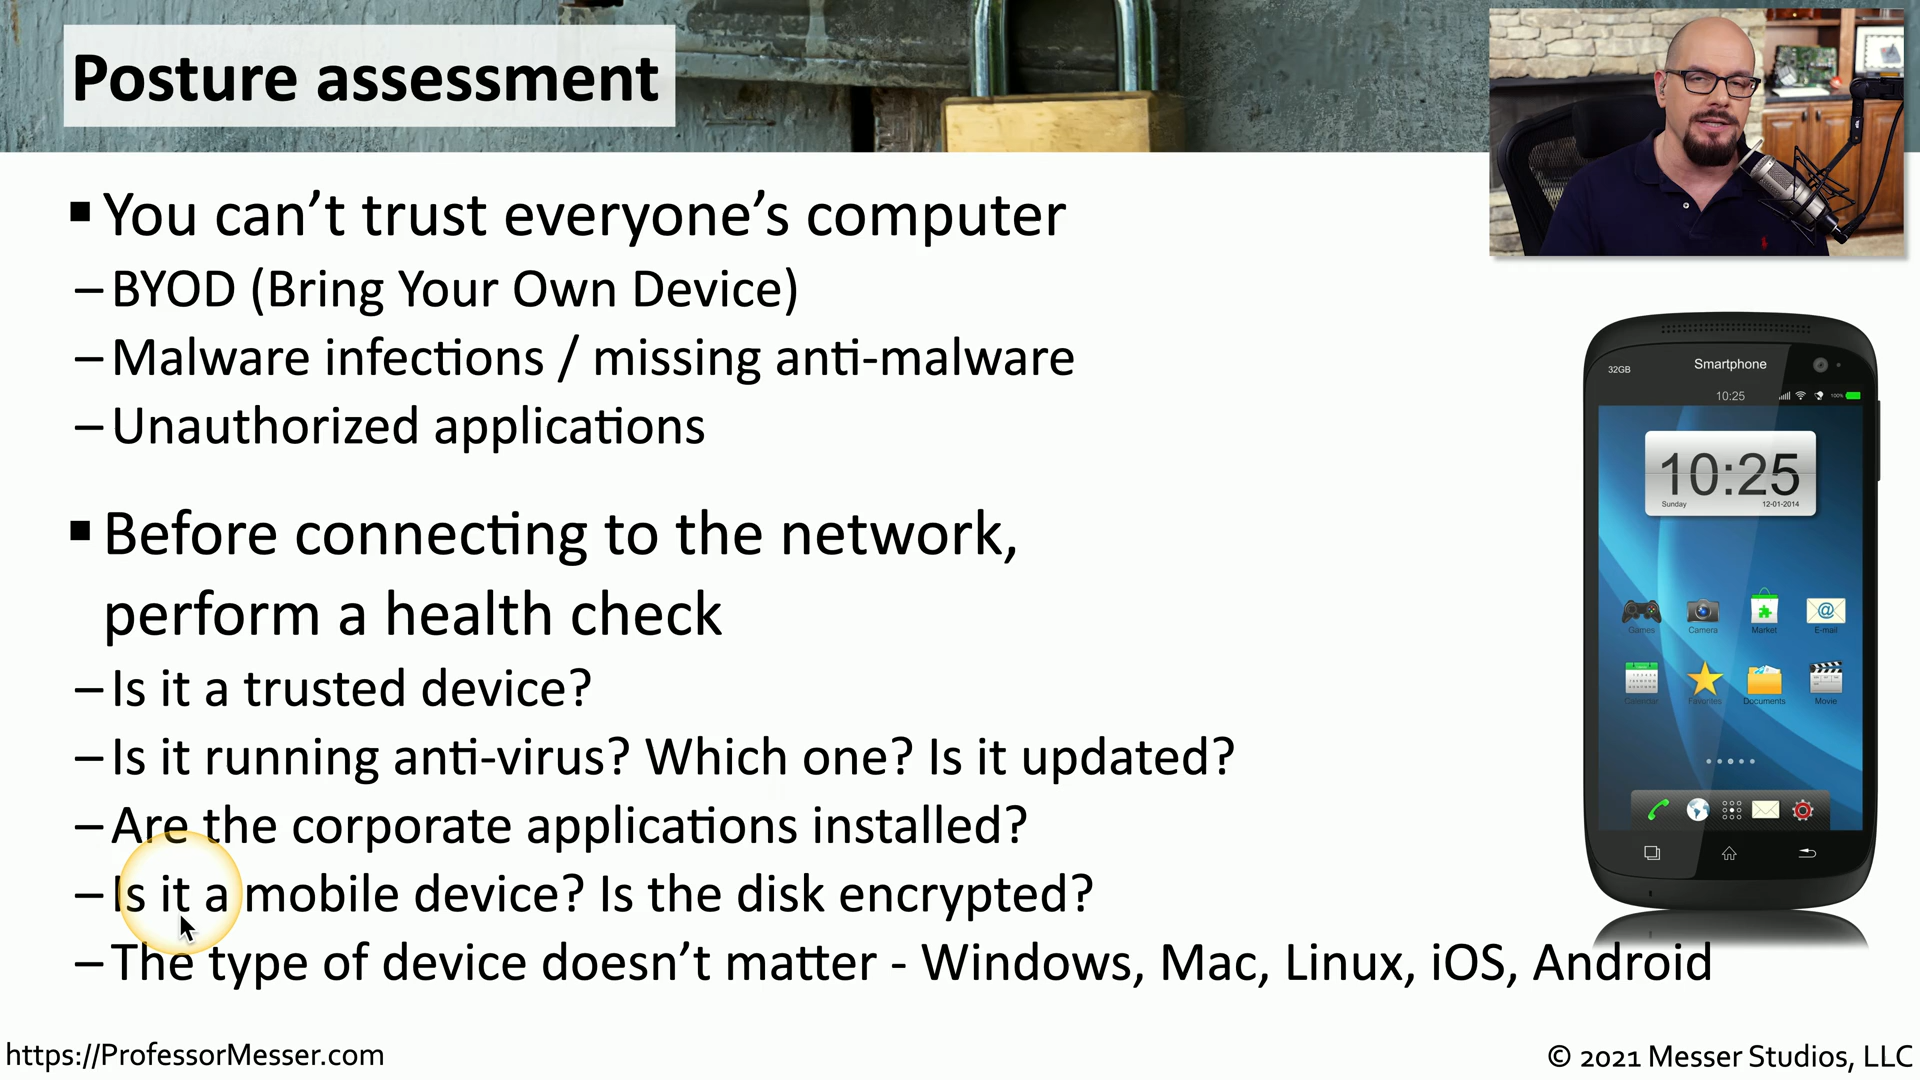 Posture assessment
▪ You can't trust everyone's computer
– BYOD (Bring Your Own Device)
– Malware infections / missing anti-malware
– Unauthorized applications
▪ Before connecting to the network,
perform a health check
– Is it a trusted device?
– Is it running anti-virus? Which one? Is it updated?
– Are the corporate applications installed?
– Is it a mobile device? Is the disk encrypted?
– The type of device doesn't matter - Windows, Mac, Linux, iOS, Android
32GB
Smartphone
10:25
100%
10:25
Sunday 12-01-2014
Games Camera Market E-mail
Calendar Favorites Documents Movie
https://ProfessorMesser.com
© 2021 Messer Studios, LLC